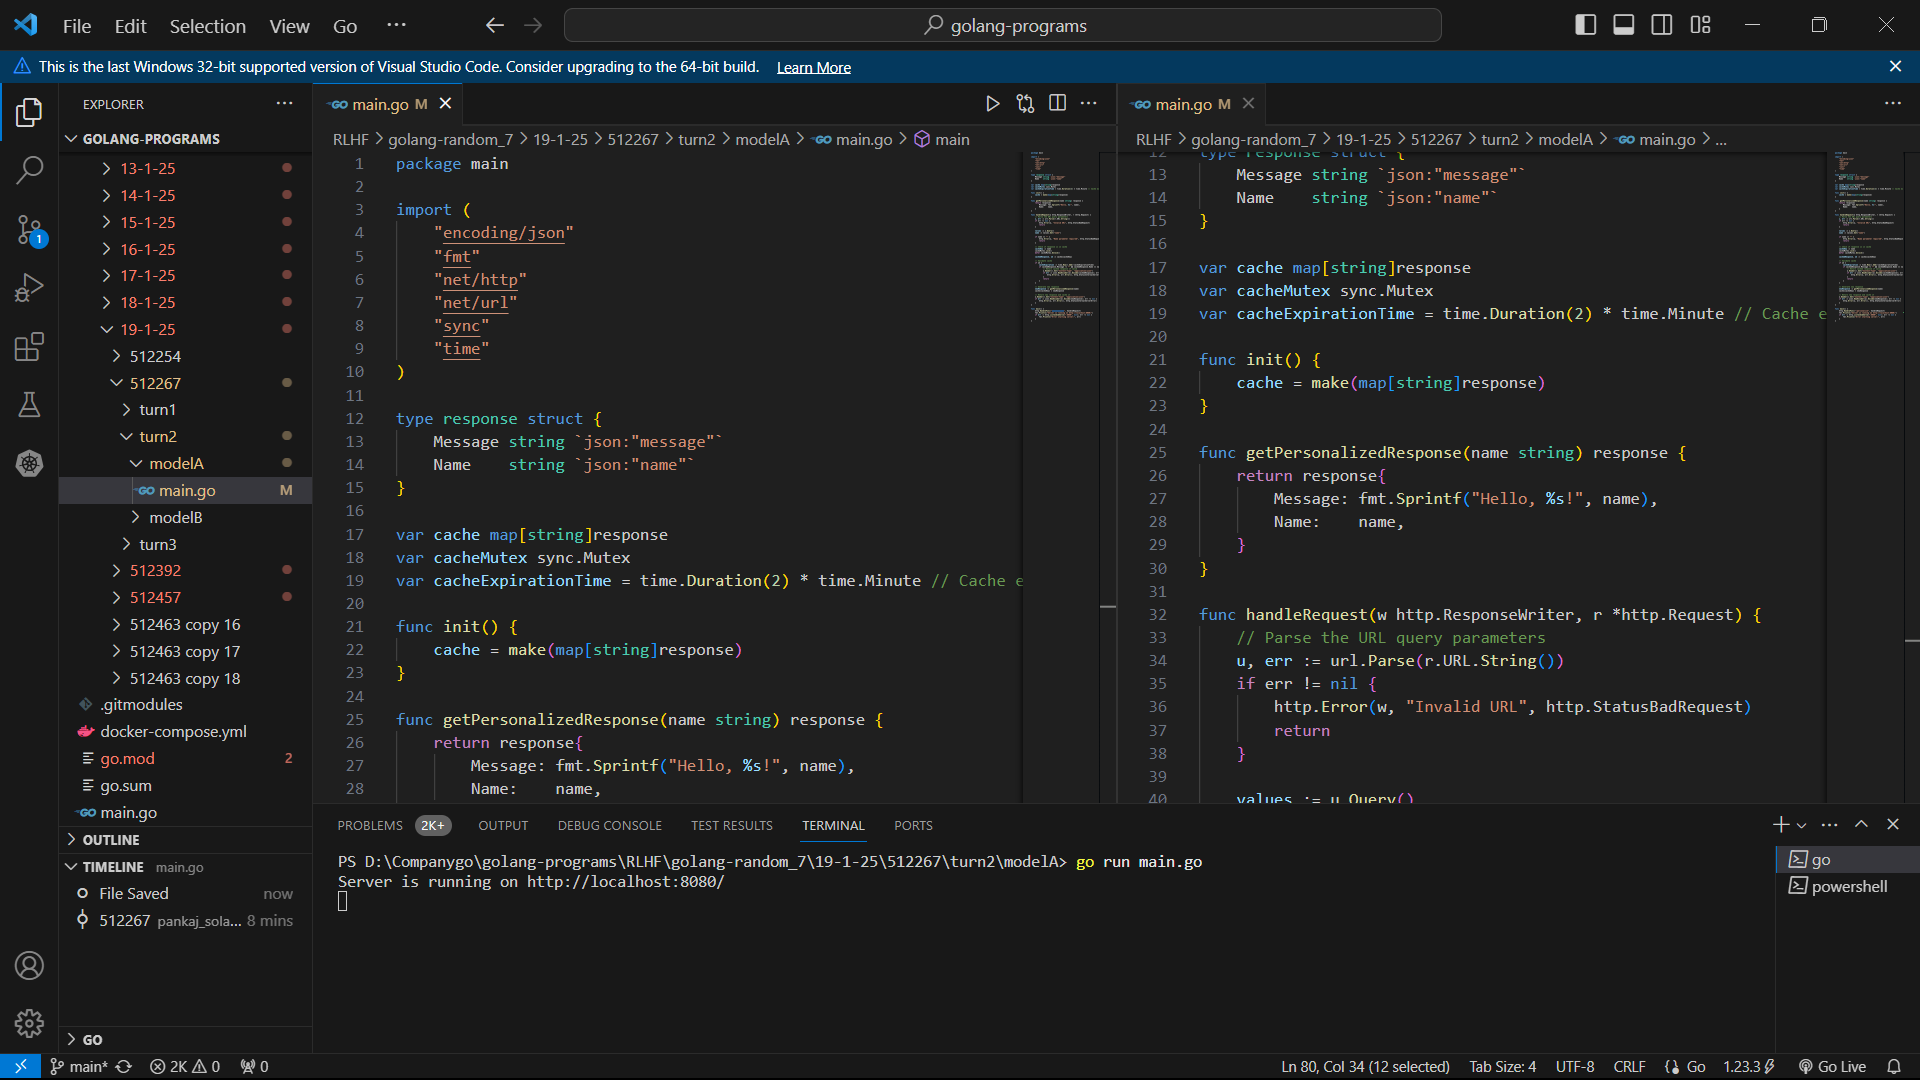 File Edit Selection View Go ··· golang-programs
This is the last Windows 32-bit supported version of Visual Studio Code. Consider upgrading to the 64-bit build. Learn More
EXPLORER
GOLANG-PROGRAMS
13-1-25
14-1-25
15-1-25
16-1-25
17-1-25
18-1-25
19-1-25
512254
512267
turn1
turn2
modelA
main.go M
modelB
turn3
512392
512457
512463 copy 16
512463 copy 17
512463 copy 18
.gitmodules
docker-compose.yml
go.mod 2
go.sum
main.go
OUTLINE
TIMELINE main.go
File Saved now
512267 pankaj_sola... 8 mins
GO
main.go M
RLHF > golang-random_7 > 19-1-25 > 512267 > turn2 > modelA > main.go > main
1 package main
2
3 import (
4 "encoding/json"
5 "fmt"
6 "net/http"
7 "net/url"
8 "sync"
9 "time"
10 )
11
12 type response struct {
13 Message string `json:"message"`
14 Name string `json:"name"`
15 }
16
17 var cache map[string]response
18 var cacheMutex sync.Mutex
19 var cacheExpirationTime = time.Duration(2) * time.Minute // Cache e
20
21 func init() {
22 cache = make(map[string]response)
23 }
24
25 func getPersonalizedResponse(name string) response {
26 return response{
27 Message: fmt.Sprintf("Hello, %s!", name),
28 Name: name,
main.go M
RLHF > golang-random_7 > 19-1-25 > 512267 > turn2 > modelA > main.go > ...
12 type response struct {
13 Message string `json:"message"`
14 Name string `json:"name"`
15 }
16
17 var cache map[string]response
18 var cacheMutex sync.Mutex
19 var cacheExpirationTime = time.Duration(2) * time.Minute // Cache e
20
21 func init() {
22 cache = make(map[string]response)
23 }
24
25 func getPersonalizedResponse(name string) response {
26 return response{
27 Message: fmt.Sprintf("Hello, %s!", name),
28 Name: name,
29 }
30 }
31
32 func handleRequest(w http.ResponseWriter, r *http.Request) {
33 // Parse the URL query parameters
34 u, err := url.Parse(r.URL.String())
35 if err != nil {
36 http.Error(w, "Invalid URL", http.StatusBadRequest)
37 return
38 }
39
40 values := u.Query()
PROBLEMS 2K+ OUTPUT DEBUG CONSOLE TEST RESULTS TERMINAL PORTS
PS D:\Companygo\golang-programs\RLHF\golang-random_7\19-1-25\512267\turn2\modelA> go run main.go
Server is running on http://localhost:8080/
go
powershell
main* 2K 0 0 Ln 80, Col 34 (12 selected) Tab Size: 4 UTF-8 CRLF {} Go 1.23.3 Go Live
1